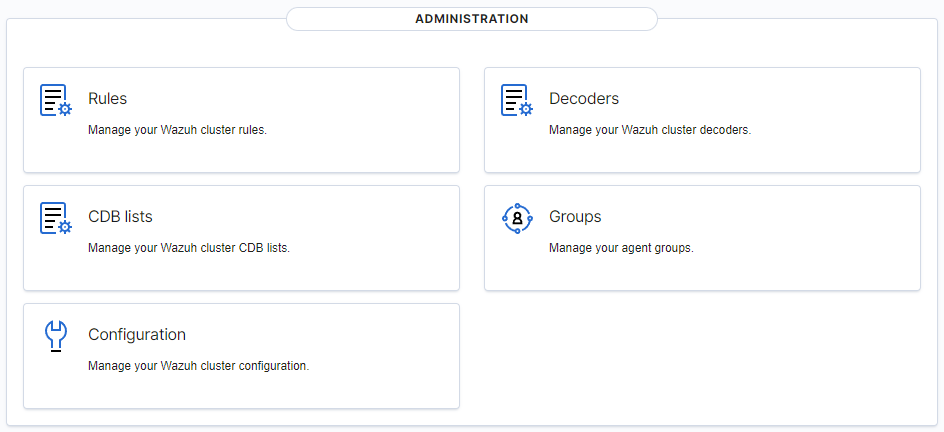 ADMINISTRATION
Rules
Manage your Wazuh cluster rules.
Decoders
Manage your Wazuh cluster decoders.
CDB lists
Manage your Wazuh cluster CDB lists.
Groups
Manage your agent groups.
Configuration
Manage your Wazuh cluster configuration.